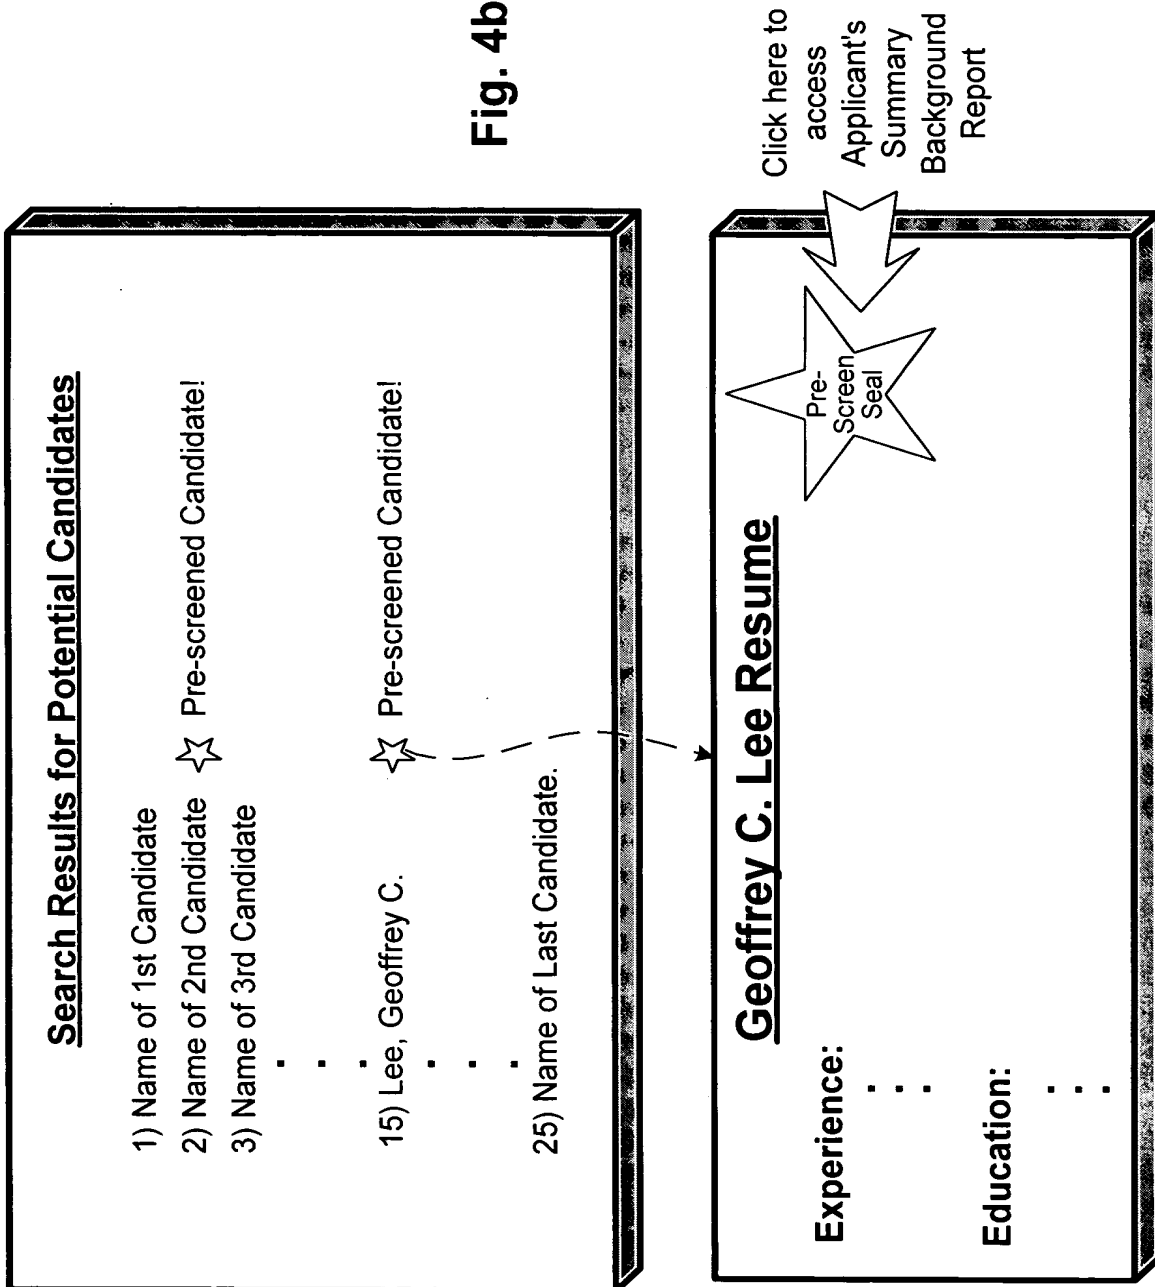 Search Results for Potential Candidates
1) Name of 1st Candidate
2) Name of 2nd Candidate Pre-screened Candidate!
3) Name of 3rd Candidate
15) Lee, Geoffrey C. Pre-screened Candidate!
25) Name of Last Candidate.
Fig. 4b
Geoffrey C. Lee Resume
Pre-
Screen
Seal
Click here to
access
Applicant's
Summary
Background
Report
Experience:
Education: